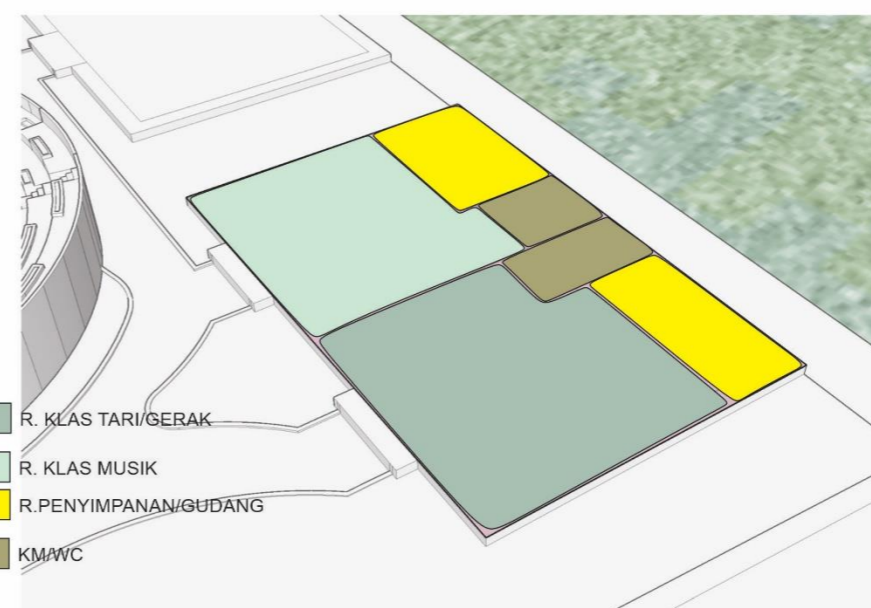 R. KLAS TARI/GERAK
R. KLAS MUSIK
R.PENYIMPANAN/GUDANG
KM/WC